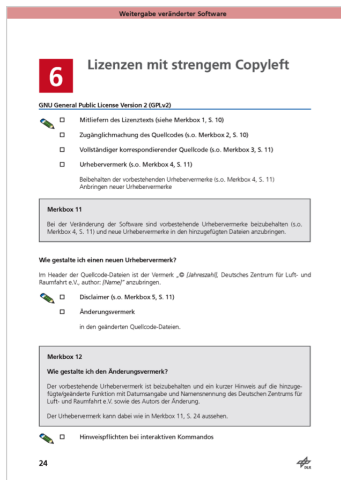 Weitergabe veränderter Software
6
Lizenzen mit strengem Copyleft
GNU General Public License Version 2 (GPLv2)
Mitliefern des Lizenztexts (siehe Merkbox 1, S. 10)
Zugänglichmachung des Quellcodes (s.o. Merkbox 2, S. 10)
Vollständiger korrespondierender Quellcode (s.o. Merkbox 3, S. 11)
Urhebervermerk (s.o. Merkbox 4, S. 11)
Beibehalten der vorbestehenden Urhebervermerke (s.o. Merkbox 4, S. 11)
Anbringen neuer Urhebervermerke
Merkbox 11
Bei der Veränderung der Software sind vorbestehende Urhebervermerke beizubehalten (s.o.
Merkbox 4, S. 11) und neue Urhebervermerke in den hinzugefügten Dateien anzubringen.
Wie gestalte ich einen neuen Urhebervermerk?
Im Header der Quellcode-Dateien ist der Vermerk „© [Jahreszahl], Deutsches Zentrum für Luft- und
Raumfahrt e.V., author: [Name]“ anzubringen.
Disclaimer (s.o. Merkbox 5, S. 11)
Änderungsvermerk
in den geänderten Quellcode-Dateien.
Merkbox 12
Wie gestalte ich den Änderungsvermerk?
Der vorbestehende Urhebervermerk ist beizubehalten und ein kurzer Hinweis auf die hinzuge-
fügte/geänderte Funktion mit Datumsangabe und Namensnennung des Deutschen Zentrums für
Luft- und Raumfahrt e.V. sowie des Autors der Änderung.
Der Urhebervermerk kann dabei wie in Merkbox 11, S. 24 aussehen.
Hinweispflichten bei interaktiven Kommandos
24
DLR